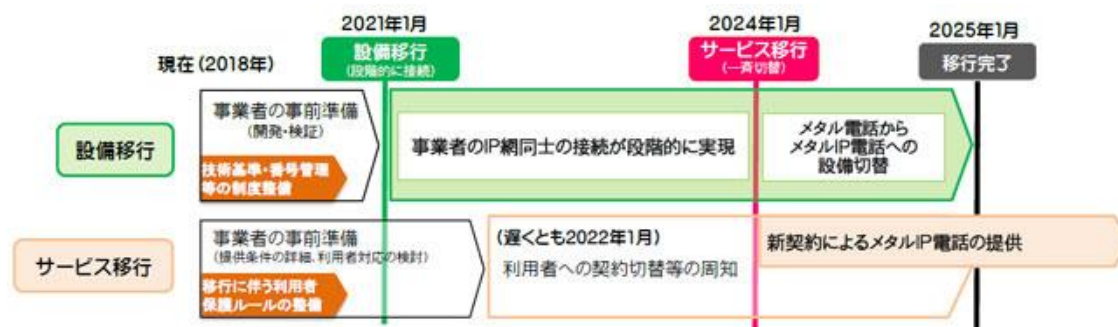 2021年1月
2024年1月
2025年1月
現在(2018年)
設備移行
(段階的に接続)
サービス移行
(一斉切替)
移行完了
設備移行
事業者の事前準備
(開発・検証)
技術基準・番号管理
等の制度整備
事業者のIP網同士の接続が段階的に実現
メタル電話から
メタルIP電話への
設備切替
サービス移行
事業者の事前準備
(提供条件の詳細、利用者対応の検討)
移行に伴う利用者
保護ルールの整備
(遅くとも2022年1月)
利用者への契約切替等の周知
新契約によるメタルIP電話の提供